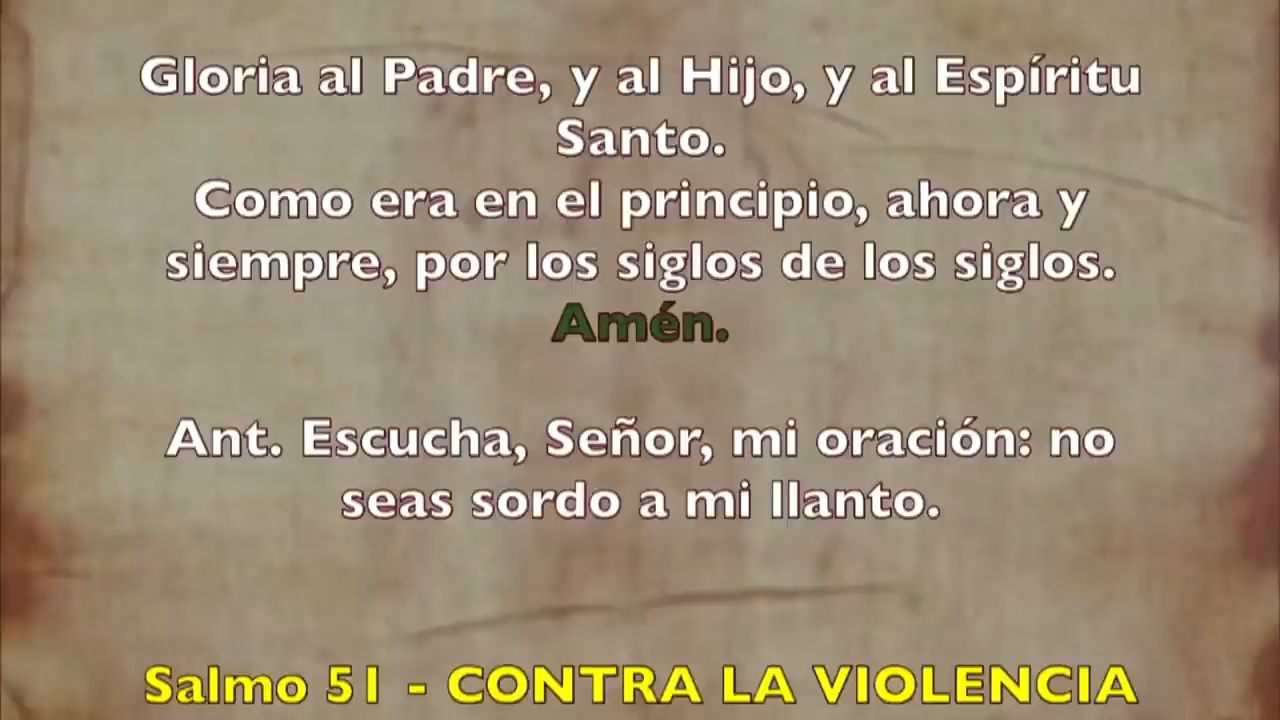 Gloria al Padre, y al Hijo, y al Espíritu
Santo.
Como era en el principio, ahora y
siempre, por los siglos de los siglos.
Amén.
Ant. Escucha, Señor, mi oración: no
seas sordo a mi llanto.
Salmo 51 - CONTRA LA VIOLENCIA